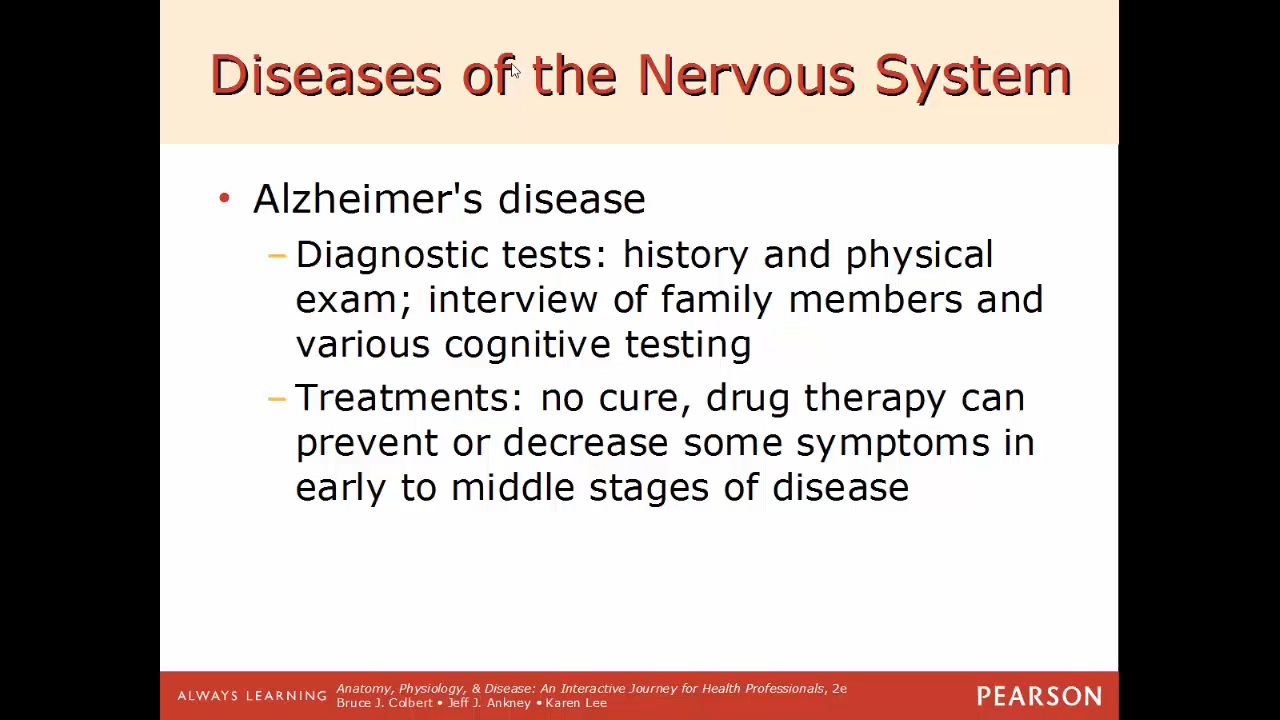 Diseases of the Nervous System
• Alzheimer's disease
– Diagnostic tests: history and physical
exam; interview of family members and
various cognitive testing
– Treatments: no cure, drug therapy can
prevent or decrease some symptoms in
early to middle stages of disease
ALWAYS LEARNING
Anatomy, Physiology, & Disease: An Interactive Journey for Health Professionals, 2e
Bruce J. Colbert • Jeff J. Ankney • Karen Lee
PEARSON